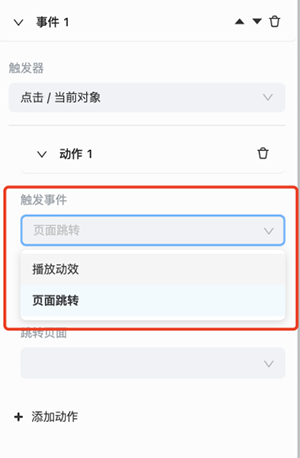 事件 1
触发器
点击 / 当前对象
动作 1
触发事件
页面跳转
播放动效
页面跳转
跳转页面
添加动作